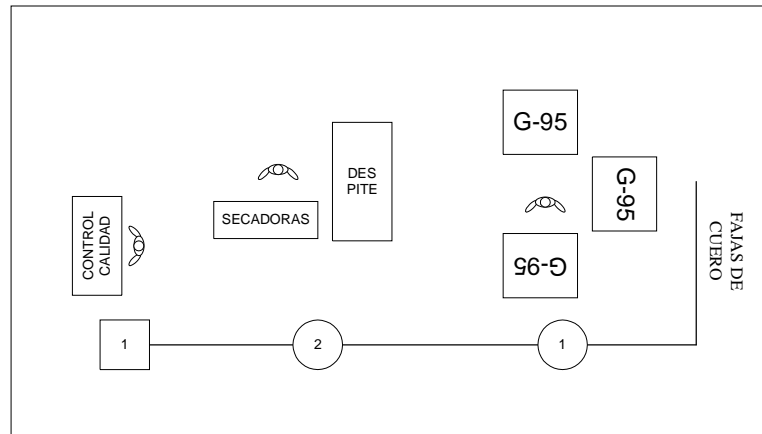 G-95
DES
PITE
G-95
SECADORAS
CONTROL
CALIDAD
G-95
FAJAS DE
CUERO
1
2
1